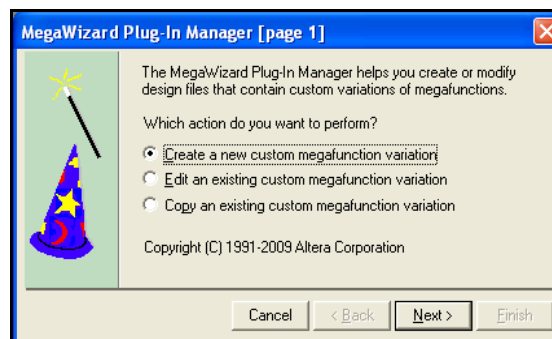 MegaWizard Plug-In Manager [page 1]
The MegaWizard Plug-In Manager helps you create or modify
design files that contain custom variations of megafunctions.
Which action do you want to perform?
Create a new custom megafunction variation
Edit an existing custom megafunction variation
Copy an existing custom megafunction variation
Copyright (C) 1991-2009 Altera Corporation
Cancel
< Back
Next >
Finish